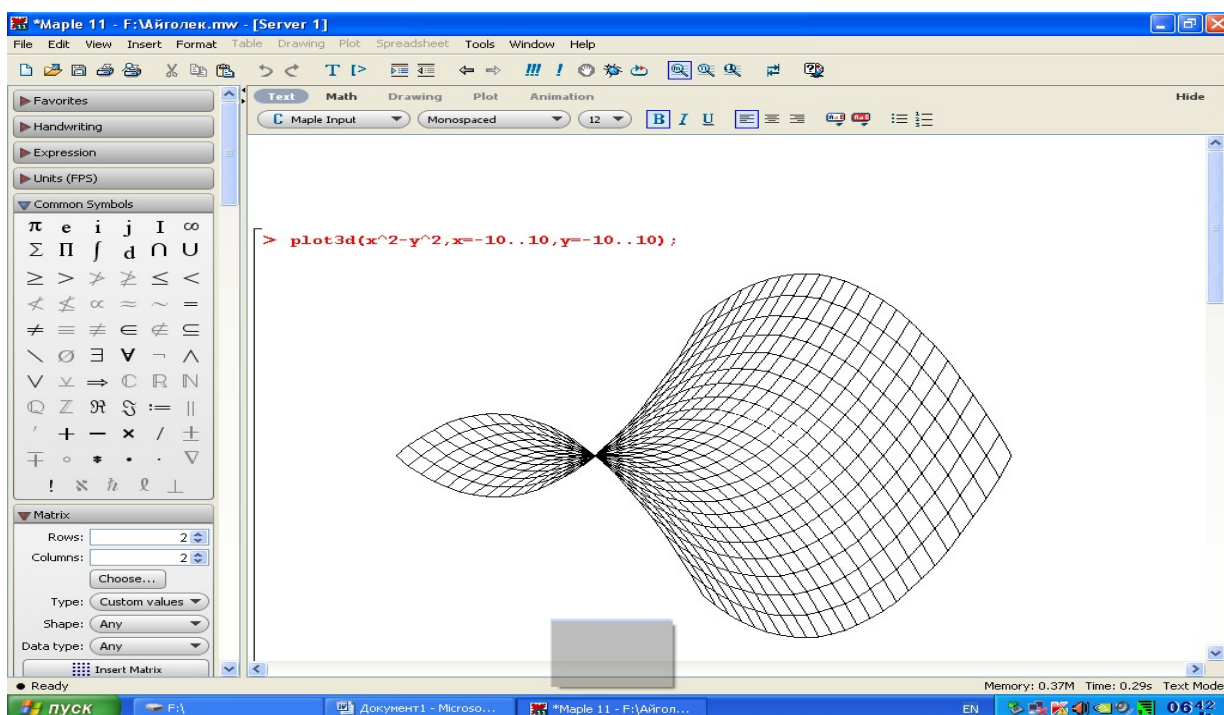 *Maple 11 - F:\Айголек.mw - [Server 1]
File Edit View Insert Format Table Drawing Plot Spreadsheet Tools Window Help
Text Math Drawing Plot Animation Hide
C Maple Input Monospaced 12 B I U
Favorites
Handwriting
Expression
Units (FPS)
Common Symbols
π e i j I ∞
Σ Π ∫ d ∩ ∪
≥ > ≯ ≱ ≤ <
≮ ≰ ∝ ≈ ~ =
≠ ≡ ≢ ∈ ∉ ⊆
\ ∅ ∃ ∀ ¬ ∧
∨ ⊻ ⇒ ℂ ℝ ℕ
ℚ ℤ ℜ ℑ := ||
′ + − × / ±
∓ ∘ * • · ∇
! ℵ ℏ ℓ ⊥
> plot3d(x^2-y^2,x=-10..10,y=-10..10);
Matrix
Rows: 2
Columns: 2
Choose...
Type: Custom values
Shape: Any
Data type: Any
Insert Matrix
Ready
Memory: 0.37M Time: 0.29s Text Mode
пуск F:\ Документ1 - Microso... *Maple 11 - F:\Айгол... EN 06:42